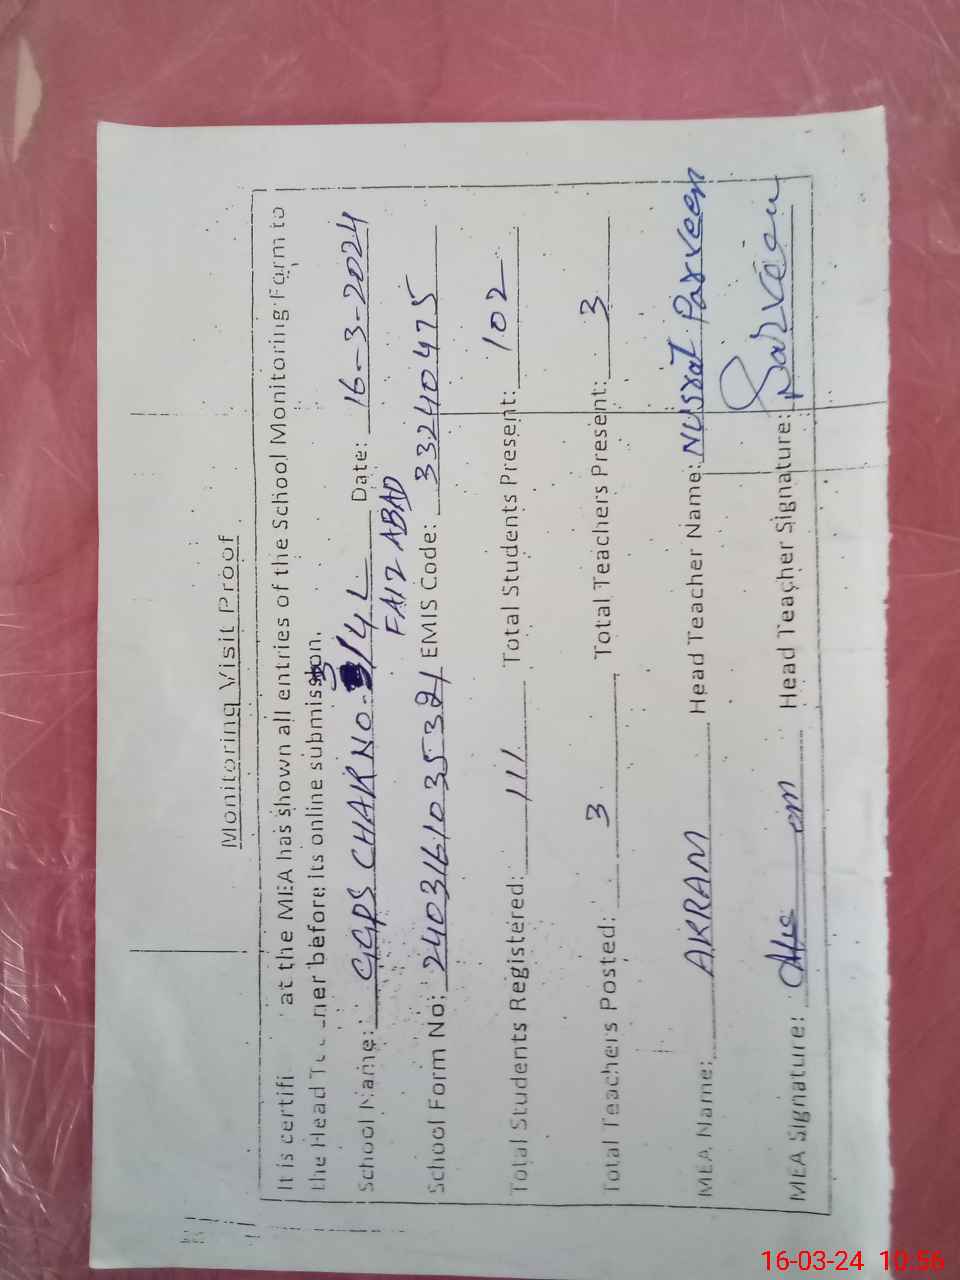 Monitoring Visit Proof
It is certifi at the MEA has shown all entries of the School Monitoring Form to
the Head ner before its online submission.
School Name: GGPS CHAK NO- 3/4 L Date: 16-3-2024
FAIZ ABAD
School Form No: EMIS Code: 33240475
Total Students Registered: 111 Total Students Present: 102
Total Teachers Posted: 3 Total Teachers Present: 3
MEA Name: AKRAM Head Teacher Name: Nusrat Parveen
MEA Signature: Head Teacher Signature: Parveen
16-03-24 10:56